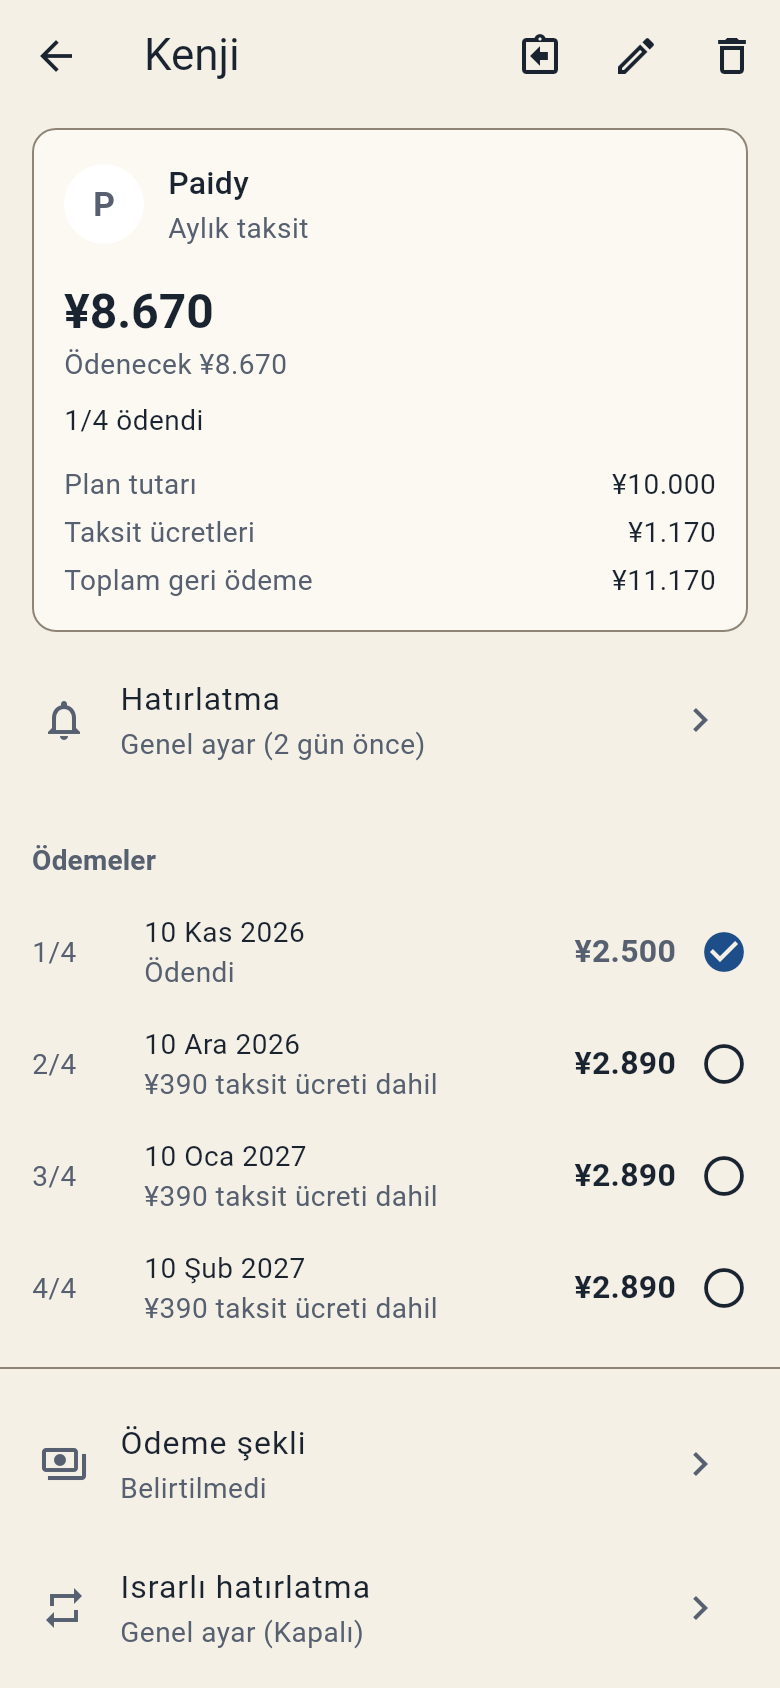 Kenji
P
Paidy
Aylık taksit
¥8.670
Ödenecek ¥8.670
1/4 ödendi
Plan tutarı ¥10.000
Taksit ücretleri ¥1.170
Toplam geri ödeme ¥11.170
Hatırlatma
Genel ayar (2 gün önce)
Ödemeler
1/4 10 Kas 2026 ¥2.500
Ödendi
2/4 10 Ara 2026 ¥2.890
¥390 taksit ücreti dahil
3/4 10 Oca 2027 ¥2.890
¥390 taksit ücreti dahil
4/4 10 Şub 2027 ¥2.890
¥390 taksit ücreti dahil
Ödeme şekli
Belirtilmedi
Israrlı hatırlatma
Genel ayar (Kapalı)